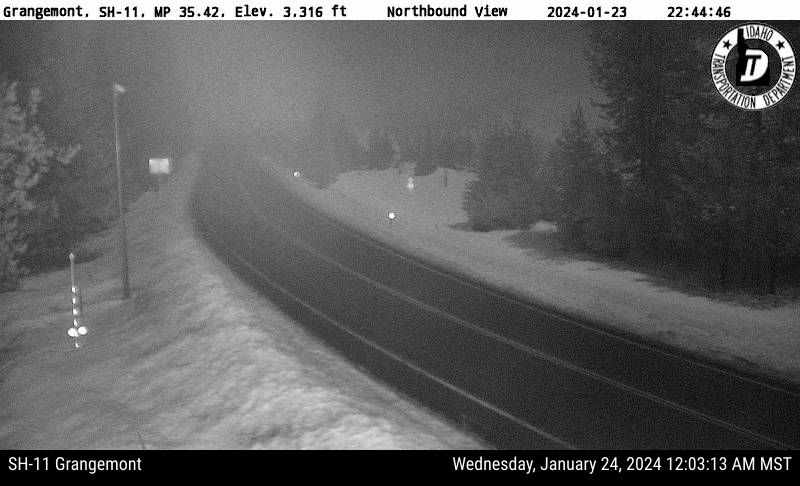 Grangemont, SH-11, MP 35.42, Elev. 3,316 ft Northbound View 2024-01-23 22:44:46
IDAHO
TRANSPORTATION DEPARTMENT
SH-11 Grangemont Wednesday, January 24, 2024 12:03:13 AM MST